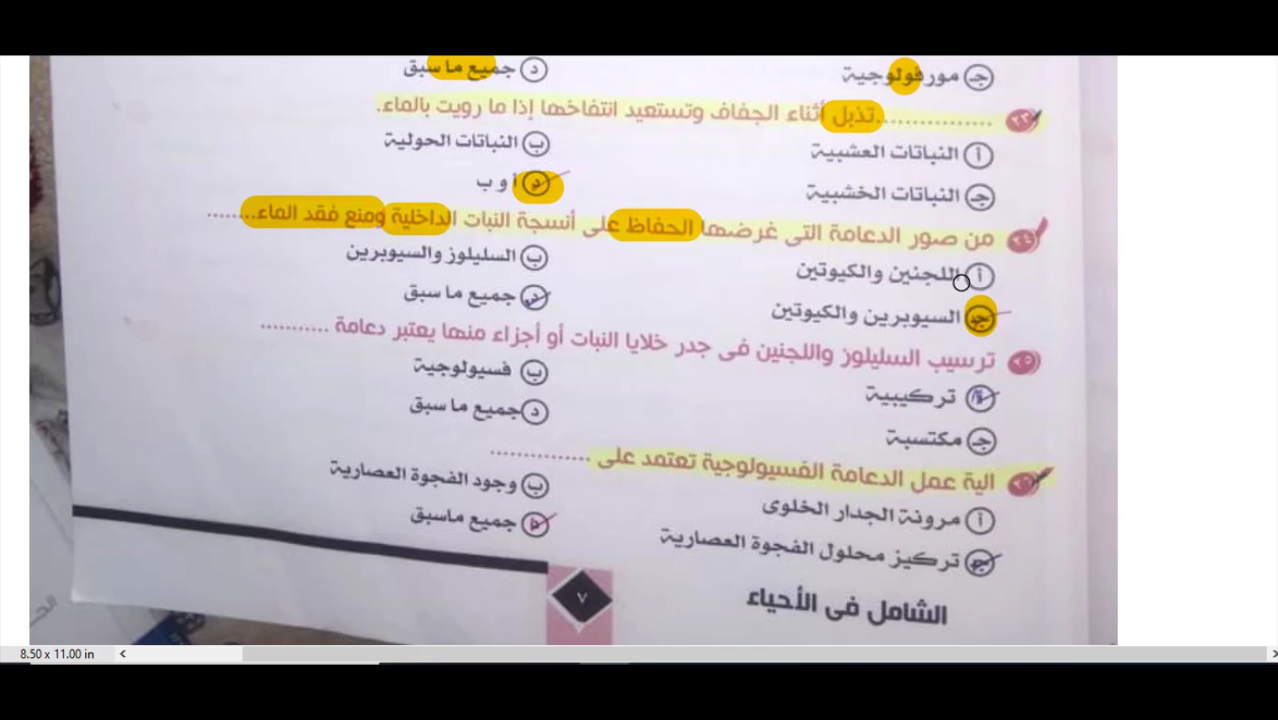 جـ مورفولوجية
د جميع ما سبق
٢٣ ................تذبل أثناء الجفاف وتستعيد انتفاخها إذا ما رويت بالماء.
أ النباتات العشبية
ب النباتات الحولية
جـ النباتات الخشبية
د أ و ب
٢٤ من صور الدعامة التى غرضها الحفاظ على أنسجة النبات الداخلية ومنع فقد الماء........
أ اللجنين والكيوتين
ب السليلوز والسيوبرين
جـ السيوبرين والكيوتين
د جميع ما سبق
٢٥ ترسيب السليلوز واللجنين فى جدر خلايا النبات أو أجزاء منها يعتبر دعامة ...........
أ تركيبية
ب فسيولوجية
جـ مكتسبة
د جميع ما سبق
الية عمل الدعامة الفسيولوجية تعتمد على ...............
أ مرونة الجدار الخلوى
ب وجود الفجوة العصارية
جـ تركيز محلول الفجوة العصارية
جميع ماسبق
٧
الشامل فى الأحياء
8.50 x 11.00 in